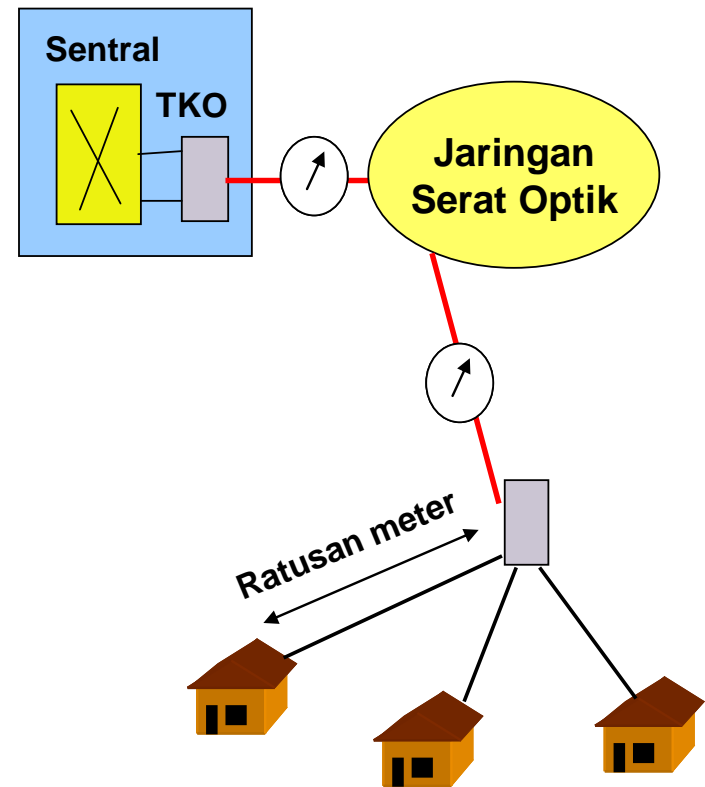 Sentral
TKO
Jaringan
Serat Optik
Ratusan meter